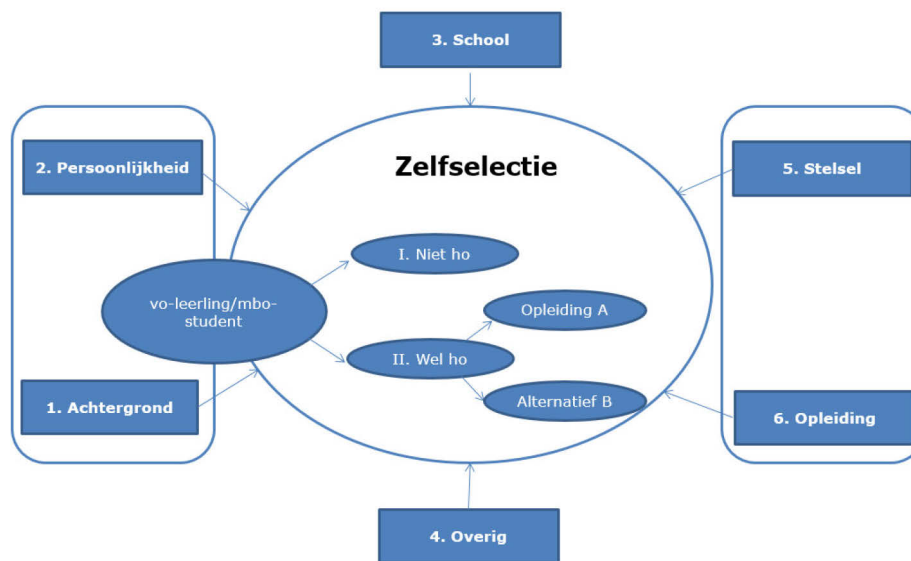 3. School
2. Persoonlijkheid
Zelfselectie
5. Stelsel
I. Niet ho
vo-leerling/mbo-
student
Opleiding A
II. Wel ho
Alternatief B
1. Achtergrond
6. Opleiding
4. Overig